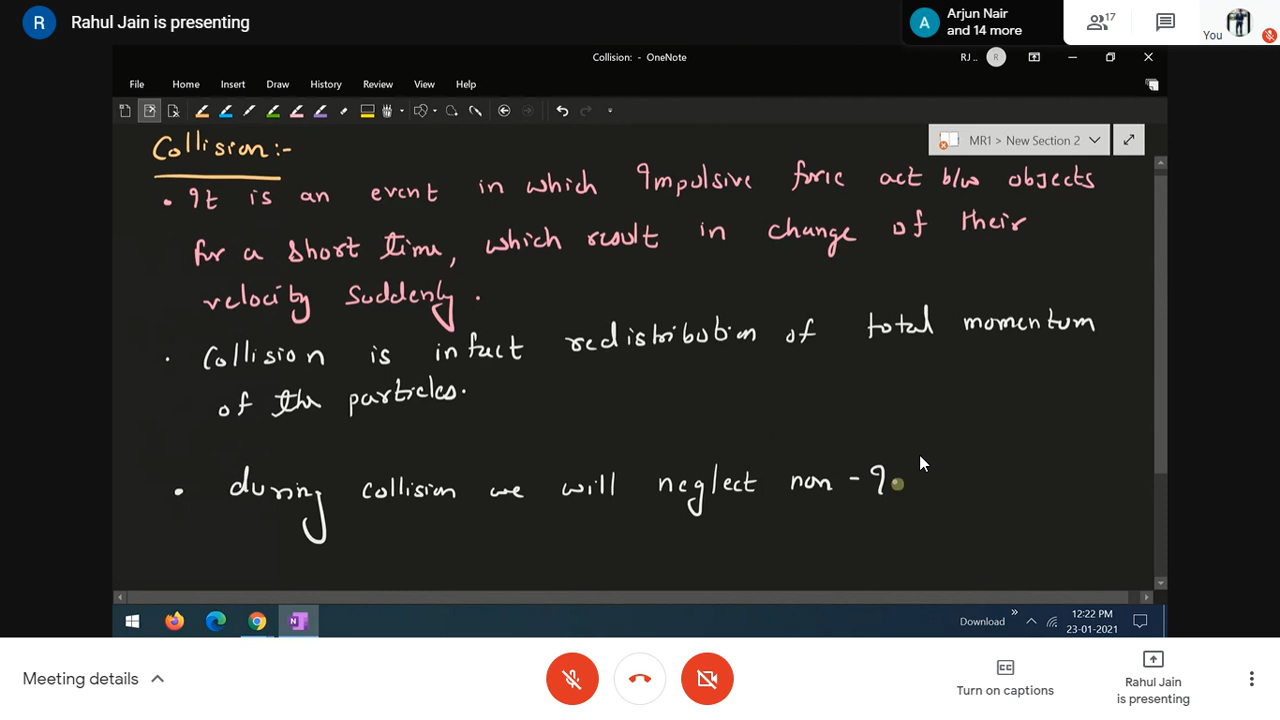 R Rahul Jain is presenting
A Arjun Nair
and 14 more
17
You
Collision: - OneNote
RJ ..
R
File Home Insert Draw History Review View Help
MR1 > New Section 2
Collision:-
• It is an event in which Impulsive force act b/w objects
for a short time, which result in change of their
velocity Suddenly.
• Collision is infact redistribution of total momentum
of the particles.
• during collision we will neglect non - I
Download
»
12:22 PM
23-01-2021
Meeting details
CC
Turn on captions
Rahul Jain
is presenting